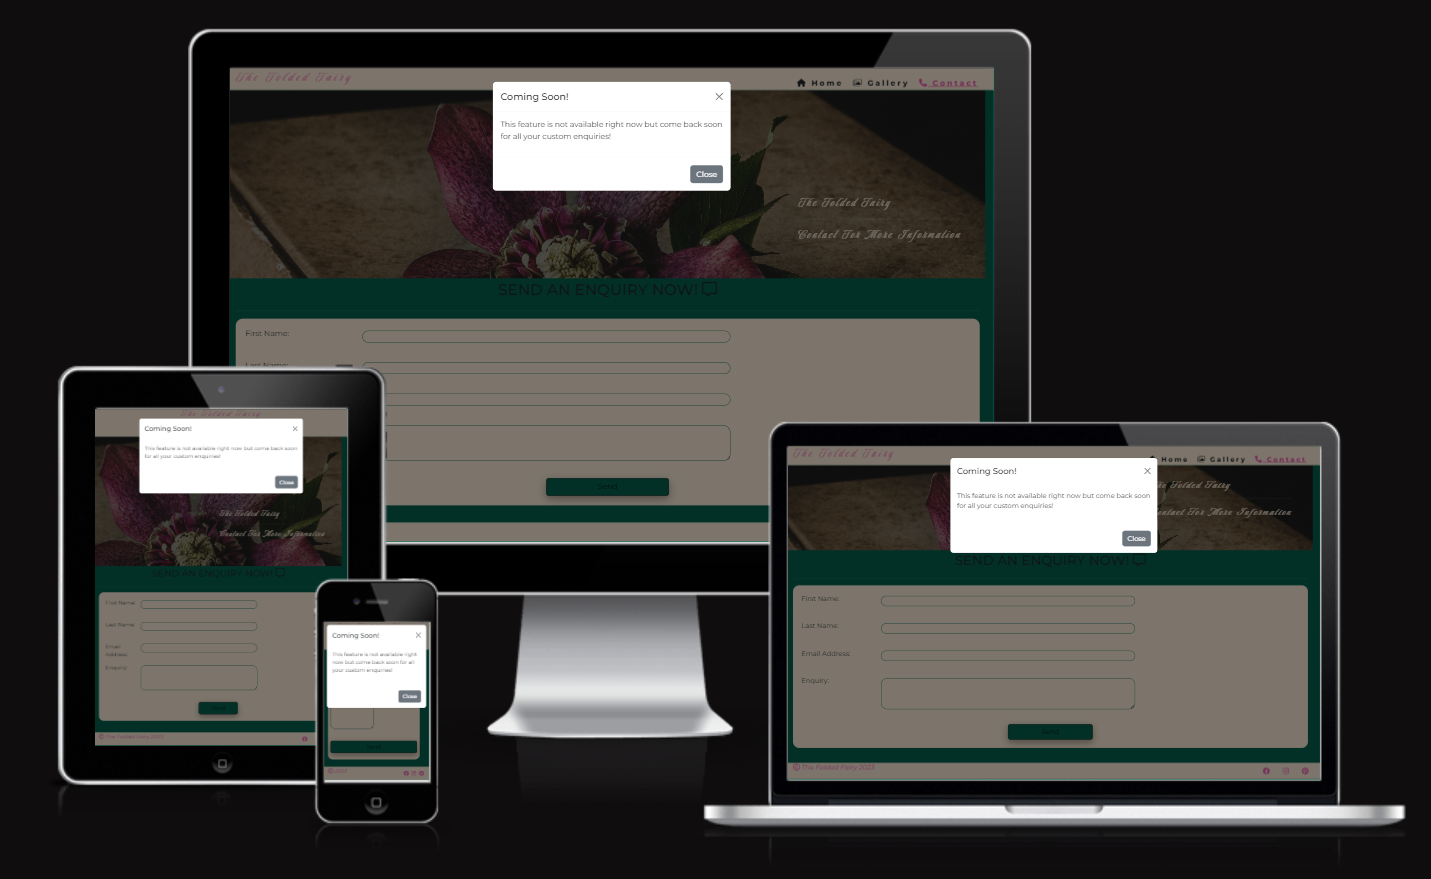 The Folded Fairy
Home Gallery Contact
Coming Soon!
This feature is not available right now but come back soon
for all your custom enquiries!
Close
The Folded Fairy
Contact For More Information
SEND AN ENQUIRY NOW!
First Name:
Last Name:
Send
The Folded Fairy
Coming Soon!
This feature is not available right now but come back soon
for all your custom enquiries!
Close
The Folded Fairy
Contact For More Information
SEND AN ENQUIRY NOW!
First Name:
Last Name:
Email
Address:
Enquiry:
Send
© The Folded Fairy 2023
Coming Soon!
This feature is not available right
now but come back soon for all
your custom enquiries!
Close
Send
© 2023
The Folded Fairy
Home Gallery Contact
Coming Soon!
This feature is not available right now but come back soon
for all your custom enquiries!
Close
The Folded Fairy
Contact For More Information
SEND AN ENQUIRY NOW!
First Name:
Last Name:
Email Address:
Enquiry:
Send
© The Folded Fairy 2023